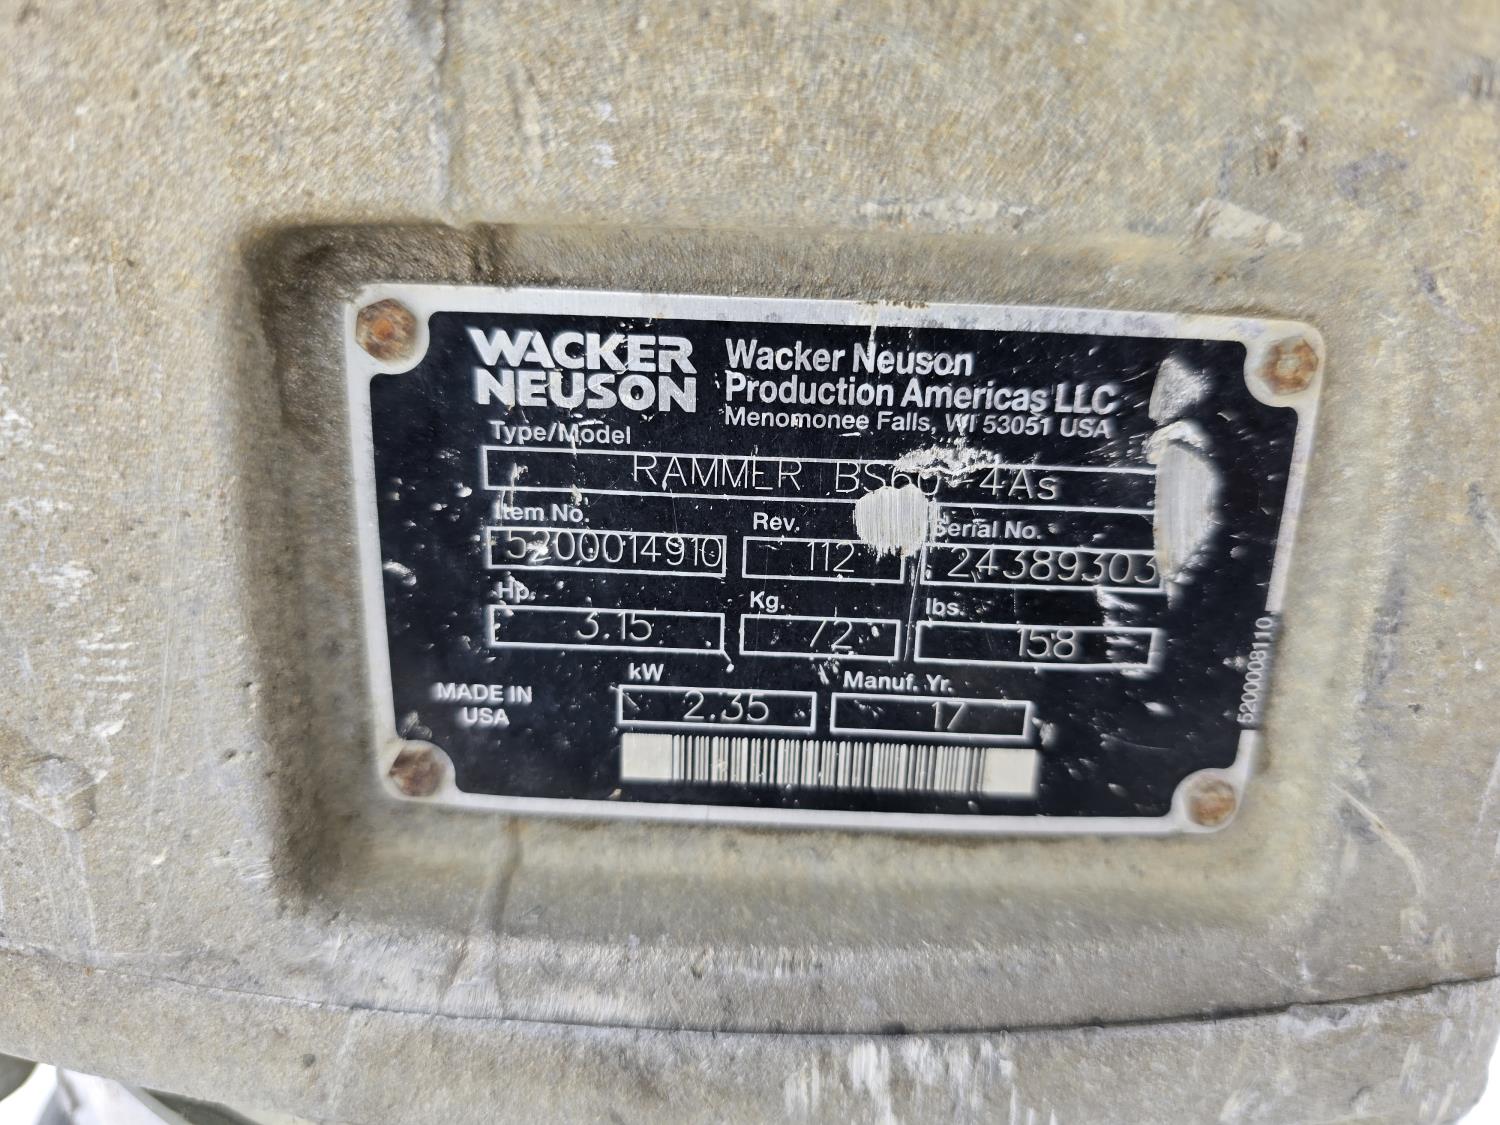 WACKER
NEUSON
Wacker Neuson
Production Americas LLC
Menomonee Falls, WI 53051 USA
Type/Model
RAMMER BS60-4As
Item No. Rev. Serial No.
5200014910 112 24389303
Hp. Kg. lbs.
3.15 72 158
kW Manuf. Yr.
2.35 17
MADE IN
USA
5200008110